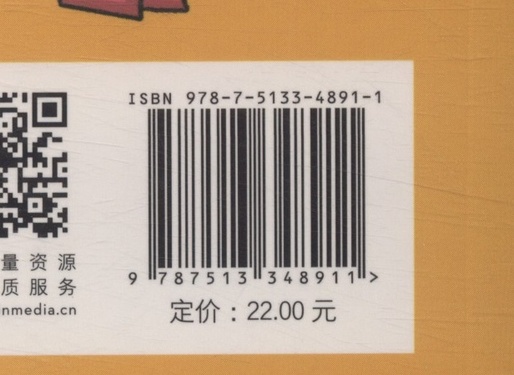 ISBN 978-7-5133-4891-1
9 787513 348911 >
量资源
质服务
nmedia.cn
定价：22.00 元